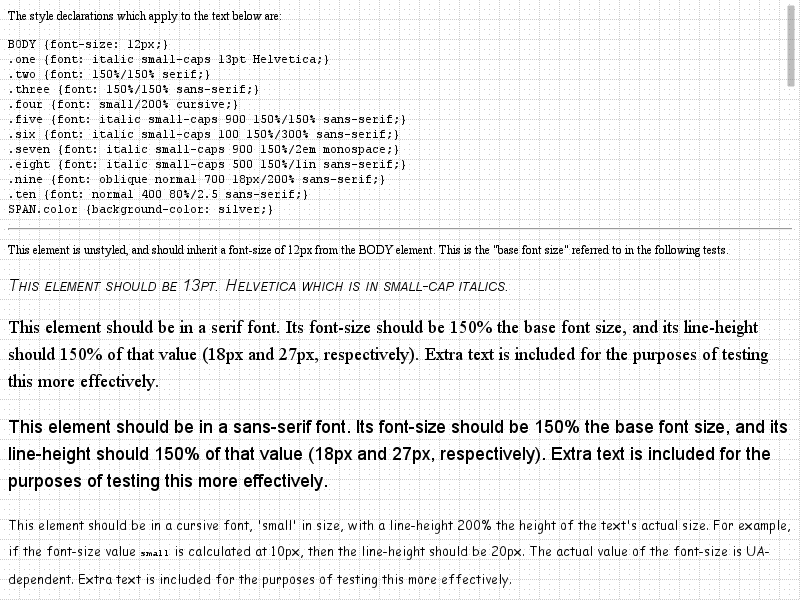 The style declarations which apply to the text below are:
BODY {font-size: 12px;}
.one {font: italic small-caps 13pt Helvetica;}
.two {font: 150%/150% serif;}
.three {font: 150%/150% sans-serif;}
.four {font: small/200% cursive;}
.five {font: italic small-caps 900 150%/150% sans-serif;}
.six {font: italic small-caps 100 150%/300% sans-serif;}
.seven {font: italic small-caps 900 150%/2em monospace;}
.eight {font: italic small-caps 500 150%/1in sans-serif;}
.nine {font: oblique normal 700 18px/200% sans-serif;}
.ten {font: normal 400 80%/2.5 sans-serif;}
SPAN.color {background-color: silver;}
This element is unstyled, and should inherit a font-size of 12px from the BODY element. This is the "base font size" referred to in the following tests.
This element should be 13pt. Helvetica which is in small-cap italics.
This element should be in a serif font. Its font-size should be 150% the base font size, and its line-height
should 150% of that value (18px and 27px, respectively). Extra text is included for the purposes of testing
this more effectively.
This element should be in a sans-serif font. Its font-size should be 150% the base font size, and its
line-height should 150% of that value (18px and 27px, respectively). Extra text is included for the
purposes of testing this more effectively.
This element should be in a cursive font, 'small' in size, with a line-height 200% the height of the text's actual size. For example,
if the font-size value small is calculated at 10px, then the line-height should be 20px. The actual value of the font-size is UA-
dependent. Extra text is included for the purposes of testing this more effectively.